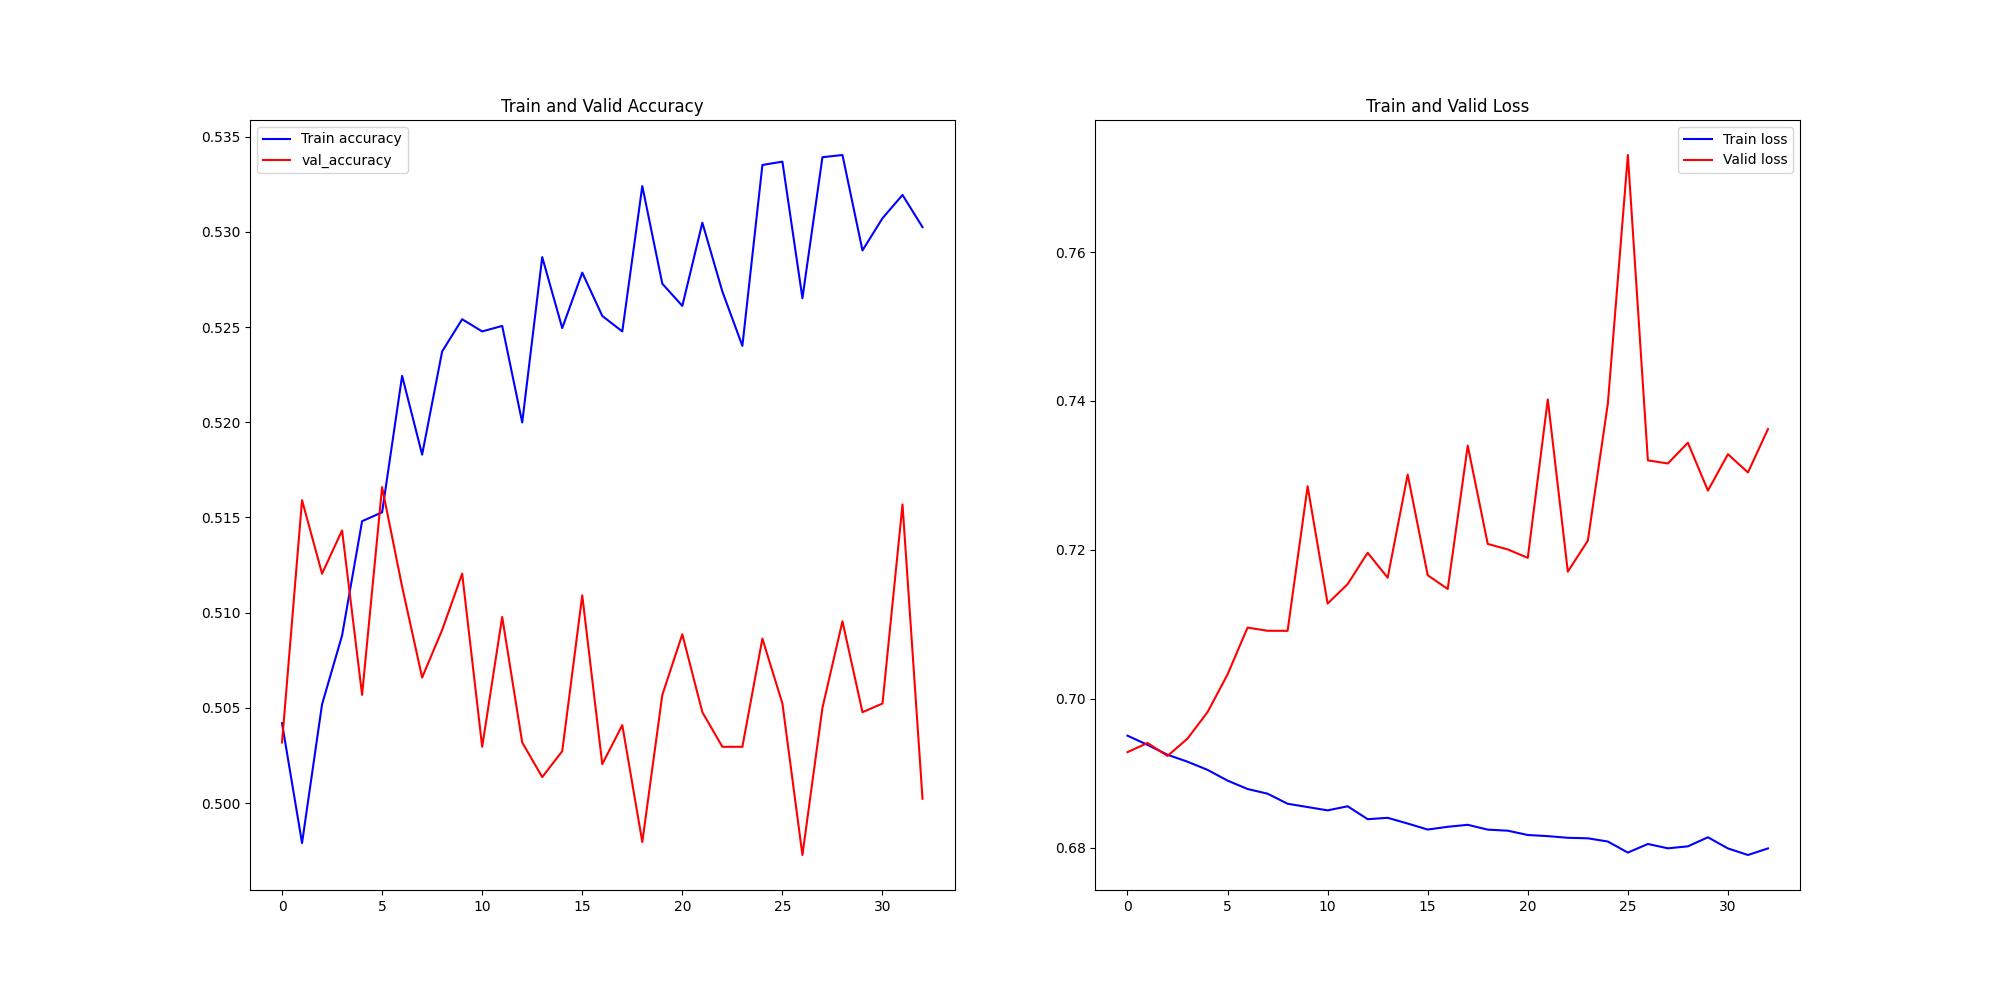 Train and Valid Accuracy
Train accuracy
val_accuracy
0.535
0.530
0.525
0.520
0.515
0.510
0.505
0.500
0 5 10 15 20 25 30
Train and Valid Loss
Train loss
Valid loss
0.76
0.74
0.72
0.70
0.68
0 5 10 15 20 25 30